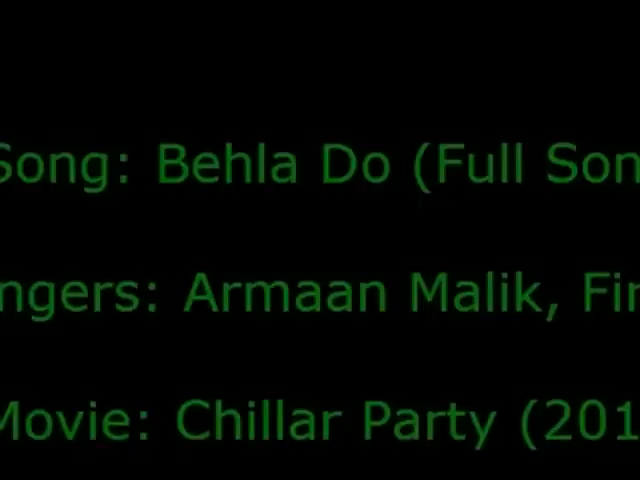 Song: Behla Do (Full Son
ngers: Armaan Malik, Fir
Movie: Chillar Party (201